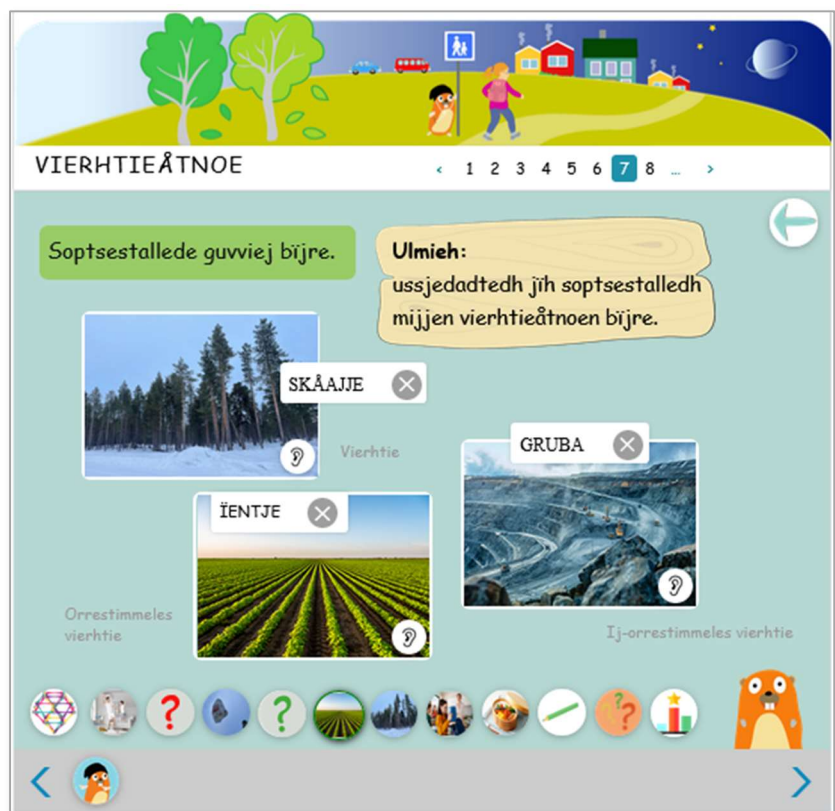 VIERHTIEÅTNOE
‹ 1 2 3 4 5 6 7 8 ... ›
Soptsestallede guvviej bïjre.
Ulmieh:
ussjedadtedh jïh soptsestalledh
mijjen vierhtieåtnoen bïjre.
SKÅAJJE
Vierhtie
GRUBA
ÏENTJE
Orrestimmeles
vierhtie
Ij-orrestimmeles vierhtie
? ? ? ? ?